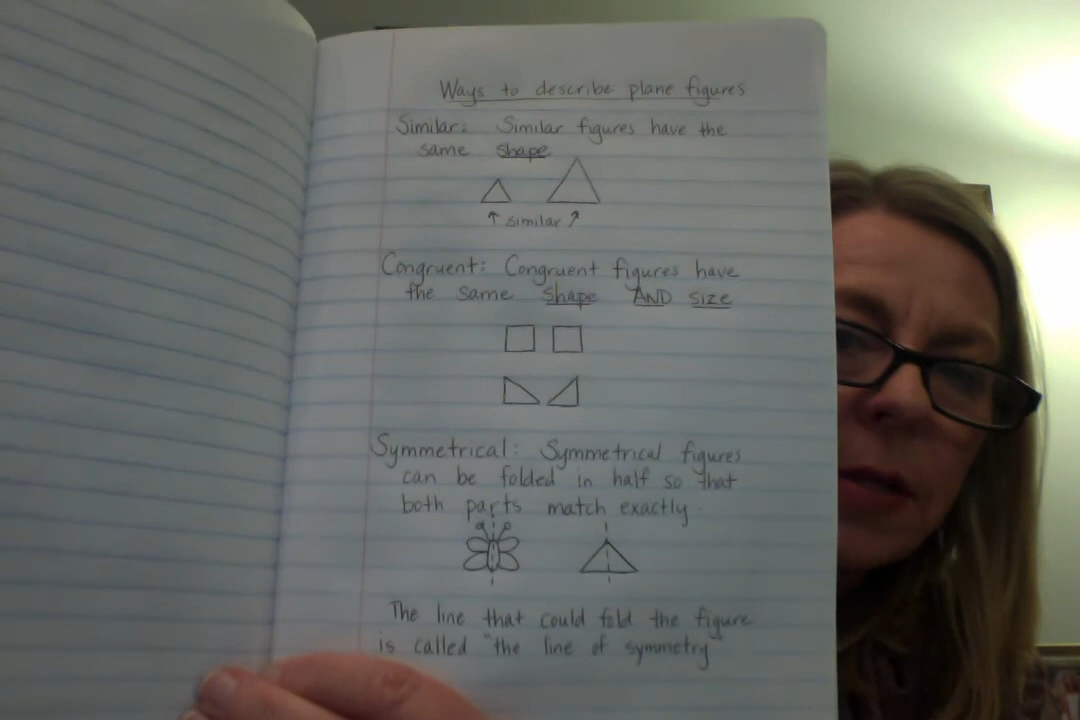 Ways to describe plane figures
Similar: Similar figures have the
same shape
↑ similar ↗
Congruent: Congruent figures have
the same shape AND size
Symmetrical: Symmetrical figures
can be folded in half so that
both parts match exactly.
The line that could fold the figure
is called "the line of symmetry"